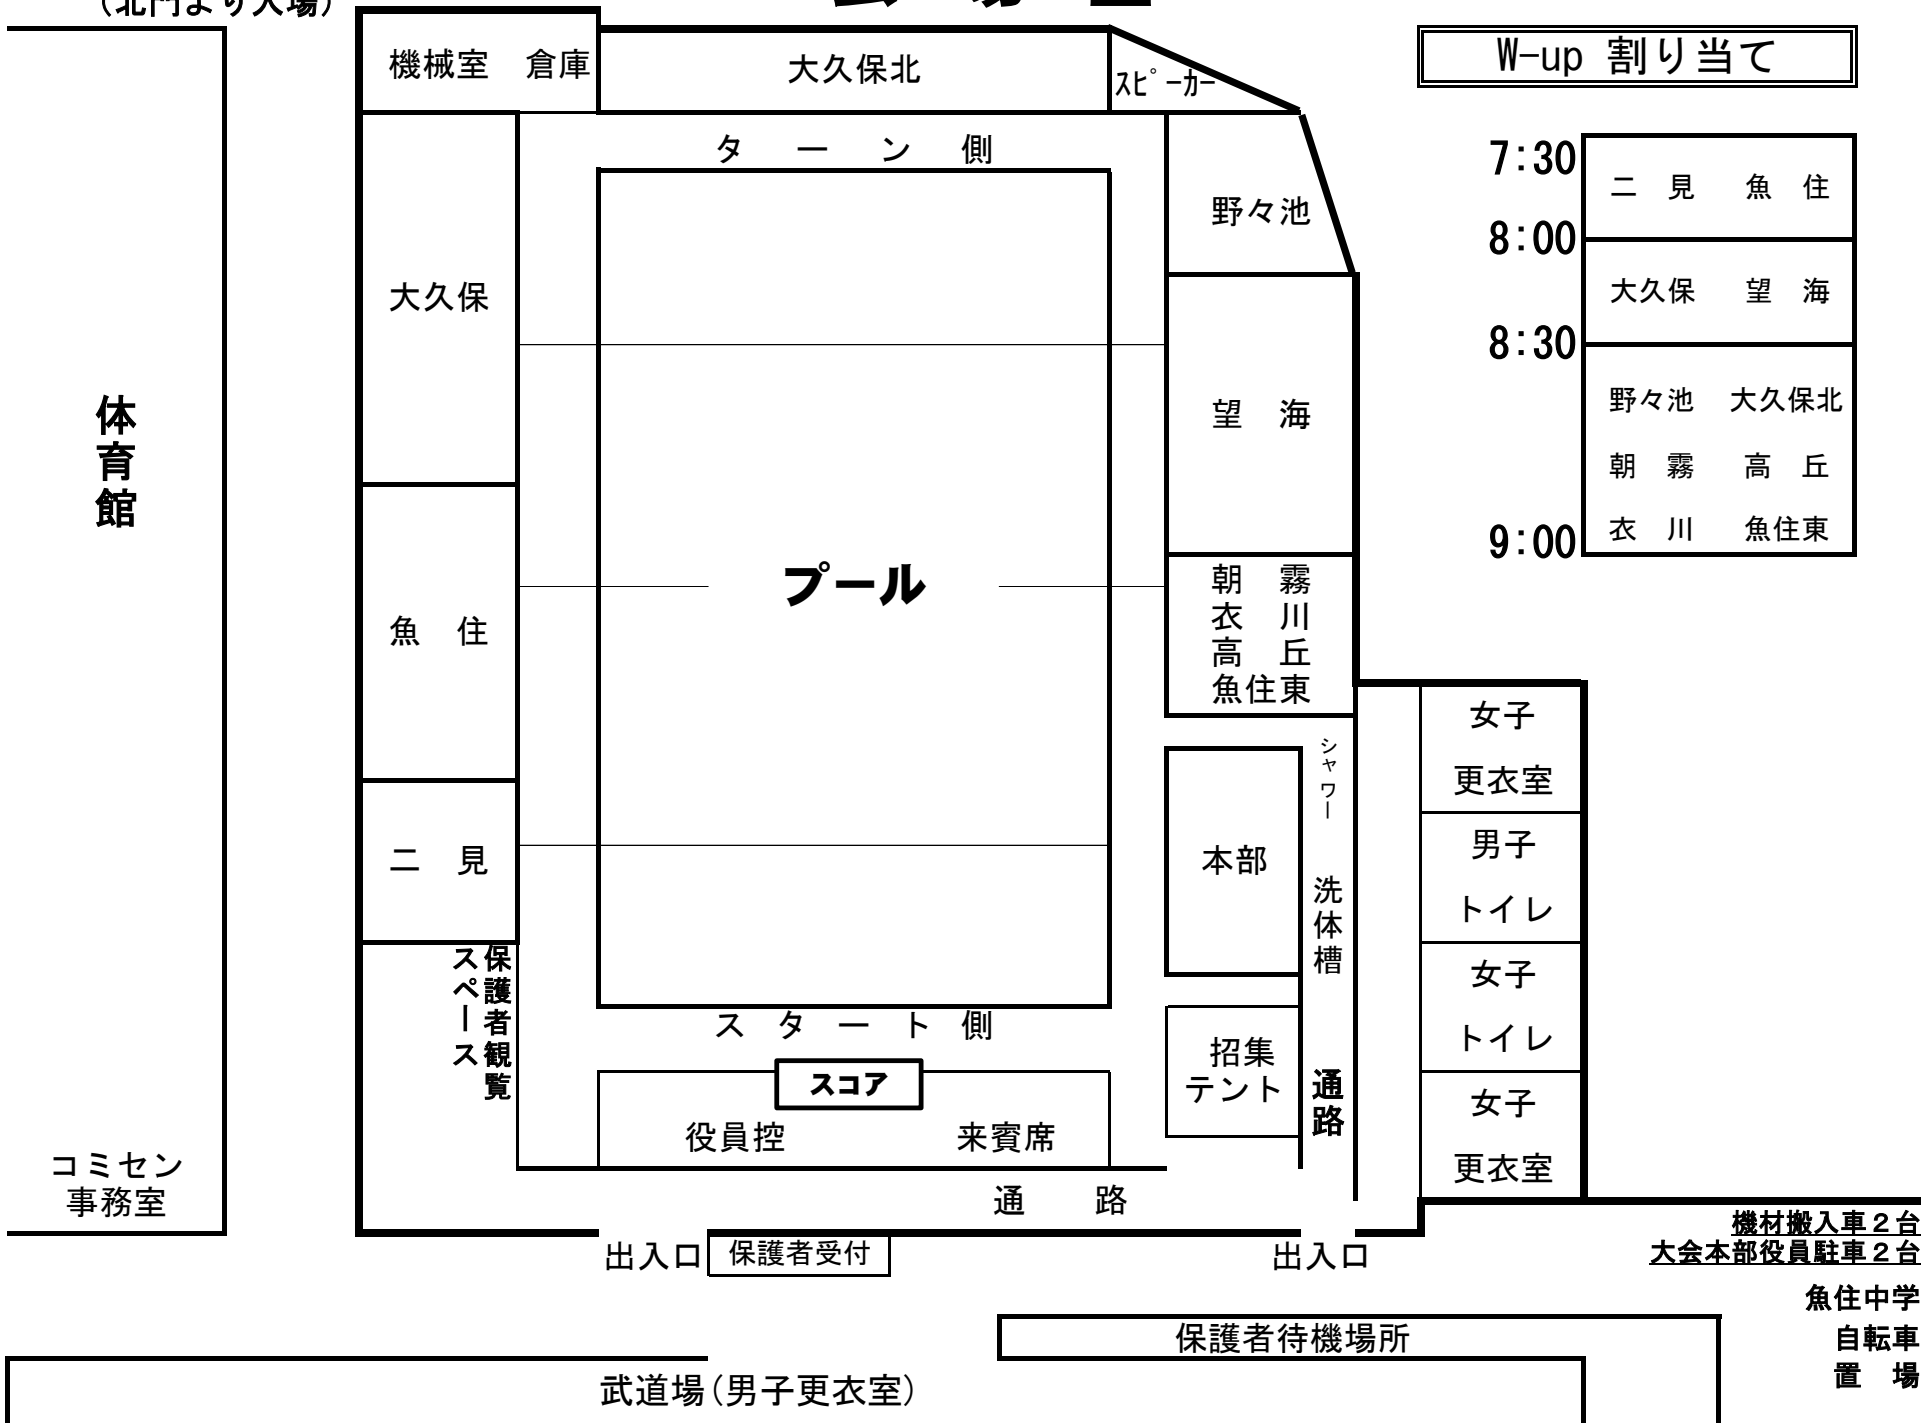 (北門より入場)
会 場 図
機械室 倉庫
大久保北
スピーカー
W-up 割り当て
ターン側
7:30
二見 魚住
8:00
大久保 望海
8:30
野々池 大久保北
朝霧 高丘
衣川 魚住東
9:00
野々池
大久保
望海
体育館
プール
朝霧
衣川
高丘
魚住東
魚住
二見
本部
シャワー
洗体槽
通路
女子
更衣室
男子
トイレ
女子
トイレ
女子
更衣室
保護者観覧
スペース
スタート側
スコア
役員控 来賓席
招集
テント
コミセン
事務室
通路
出入口
保護者受付
出入口
機材搬入車2台
大会本部役員駐車2台
魚住中学
自転車
置場
保護者待機場所
武道場(男子更衣室)